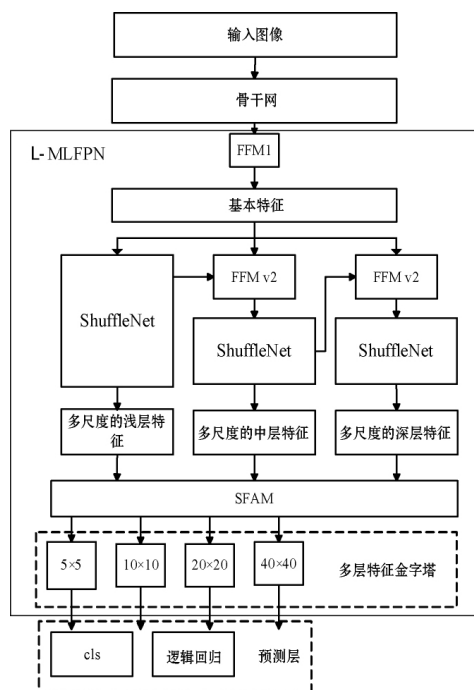 输入图像
骨干网
L-MLFPN
FFM1
基本特征
ShuffleNet
FFM v2
FFM v2
ShuffleNet
ShuffleNet
多尺度的浅层特
征
多尺度的中层特征
多尺度的深层特征
SFAM
5×5
10×10
20×20
40×40
多层特征金字塔
cls
逻辑回归
预测层